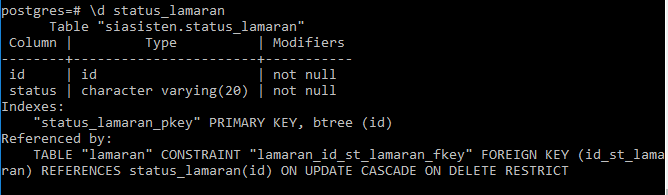 postgres=# \d status_lamaran
     Table "siasisten.status_lamaran"
 Column |         Type          | Modifiers
--------+-----------------------+-----------
 id     | id                    | not null
 status | character varying(20) | not null
Indexes:
    "status_lamaran_pkey" PRIMARY KEY, btree (id)
Referenced by:
    TABLE "lamaran" CONSTRAINT "lamaran_id_st_lamaran_fkey" FOREIGN KEY (id_st_lama
ran) REFERENCES status_lamaran(id) ON UPDATE CASCADE ON DELETE RESTRICT